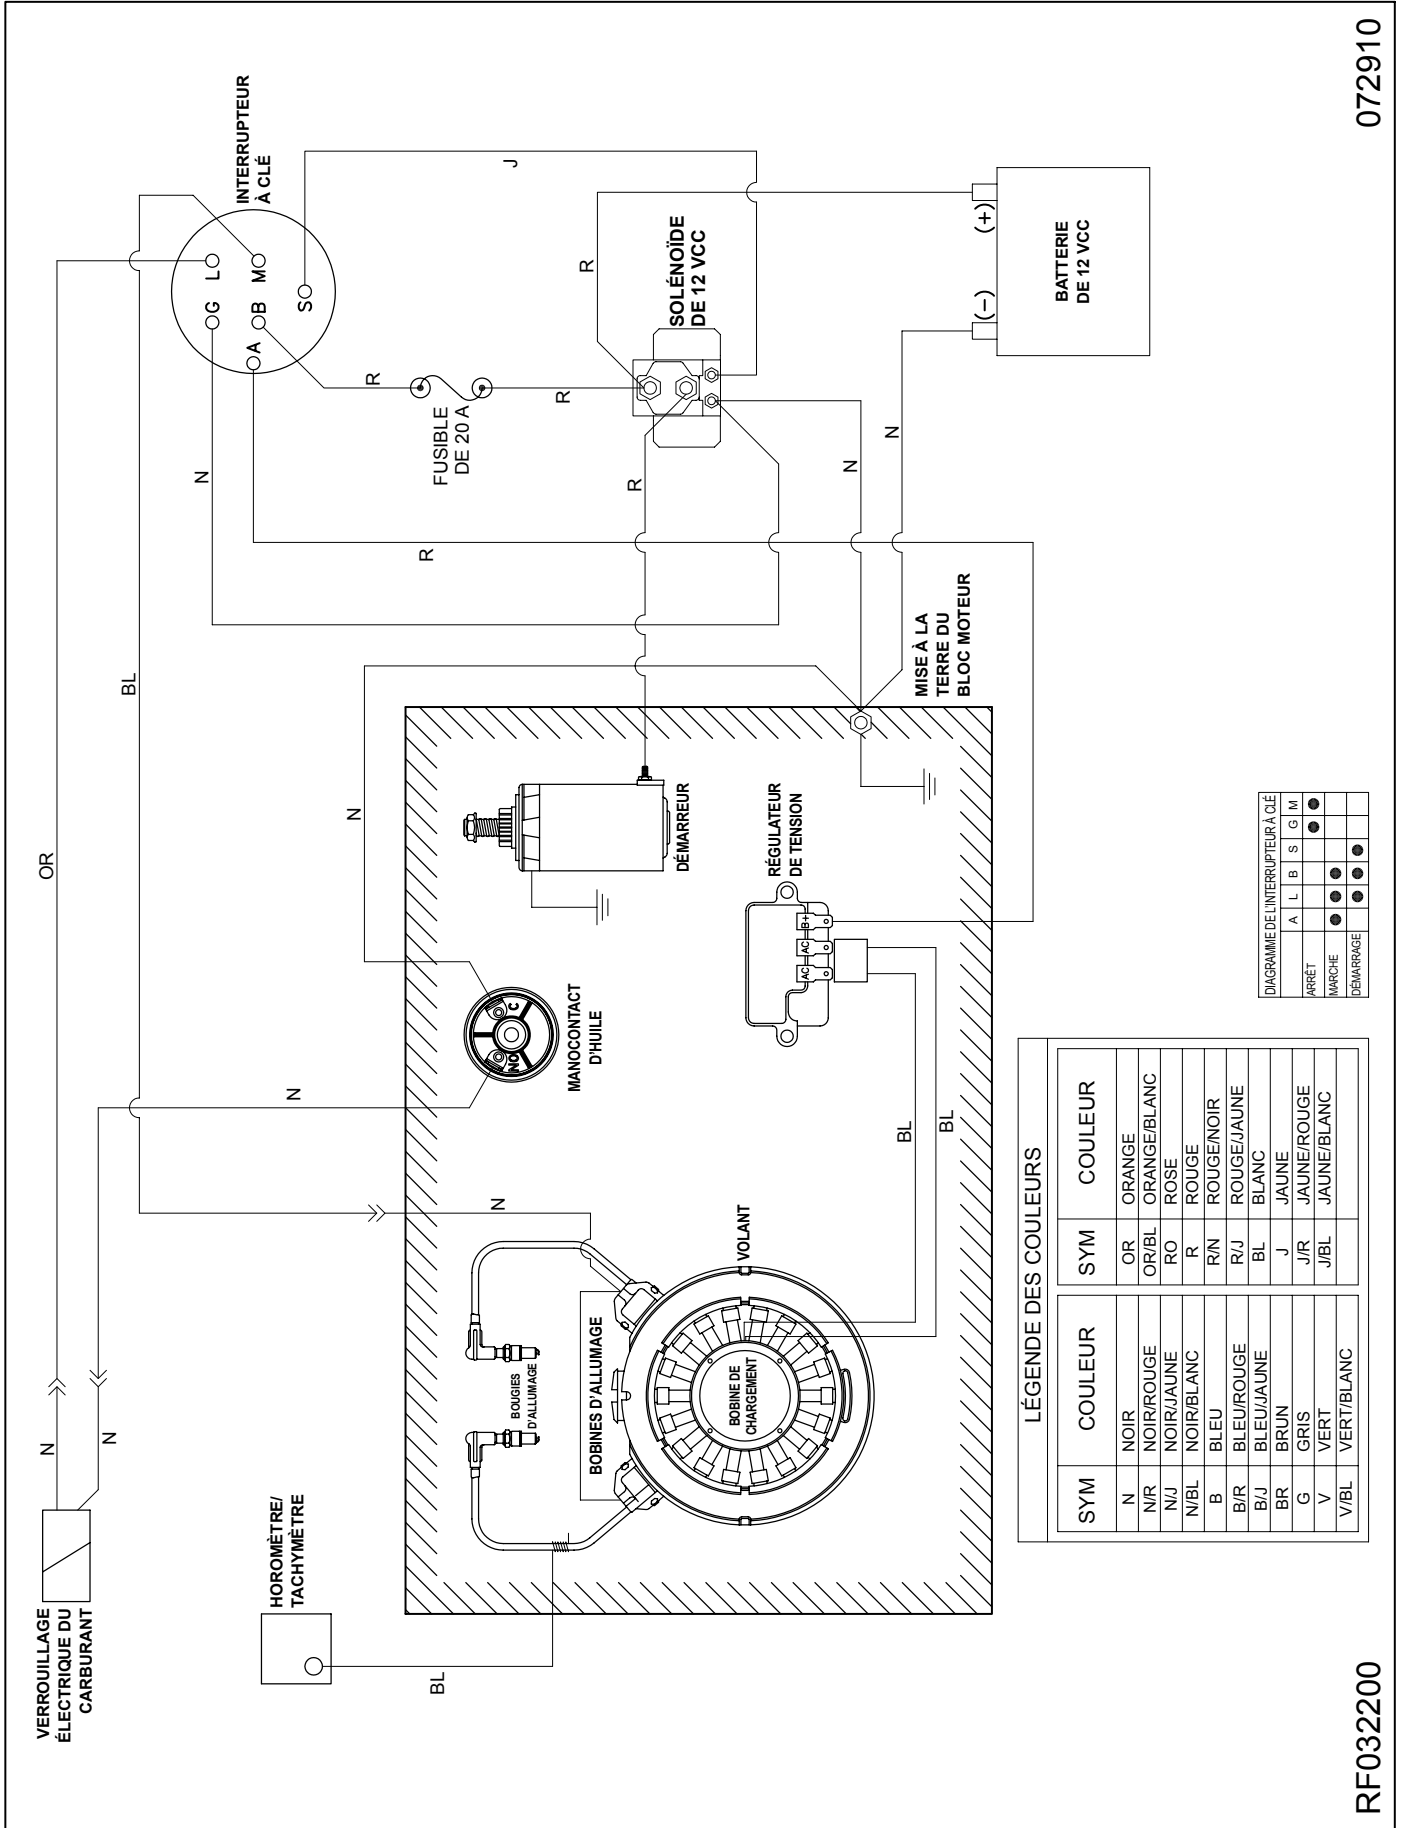 VERROUILLAGE
ÉLECTRIQUE DU
CARBURANT
N
N
OR
BL
HOROMÈTRE/
TACHYMÈTRE
BL
N
N
N
INTERRUPTEUR
À CLÉ
G
L
A
B
M
S
J
R
FUSIBLE
DE 20 A
R
N
R
R
R
SOLÉNOÏDE
DE 12 VCC
N
N
(-)
(+)
BATTERIE
DE 12 VCC
MISE À LA
TERRE DU
BLOC MOTEUR
BOUGIES
D'ALLUMAGE
BOBINES D'ALLUMAGE
VOLANT
BOBINE DE
CHARGEMENT
NO
C
MANOCONTACT
D'HUILE
DÉMARREUR
RÉGULATEUR
DE TENSION
AC
AC
B+
BL
BL
LÉGENDE DES COULEURS
SYM COULEUR SYM COULEUR
N NOIR OR ORANGE
N/R NOIR/ROUGE OR/BL ORANGE/BLANC
N/J NOIR/JAUNE RO ROSE
N/BL NOIR/BLANC R ROUGE
B BLEU R/N ROUGE/NOIR
B/R BLEU/ROUGE R/J ROUGE/JAUNE
B/J BLEU/JAUNE BL BLANC
BR BRUN J JAUNE
G GRIS J/R JAUNE/ROUGE
V VERT J/BL JAUNE/BLANC
V/BL VERT/BLANC
DIAGRAMME DE L'INTERRUPTEUR À CLÉ
A L B S G M
ARRÊT
MARCHE
DÉMARRAGE
RF032200
072910